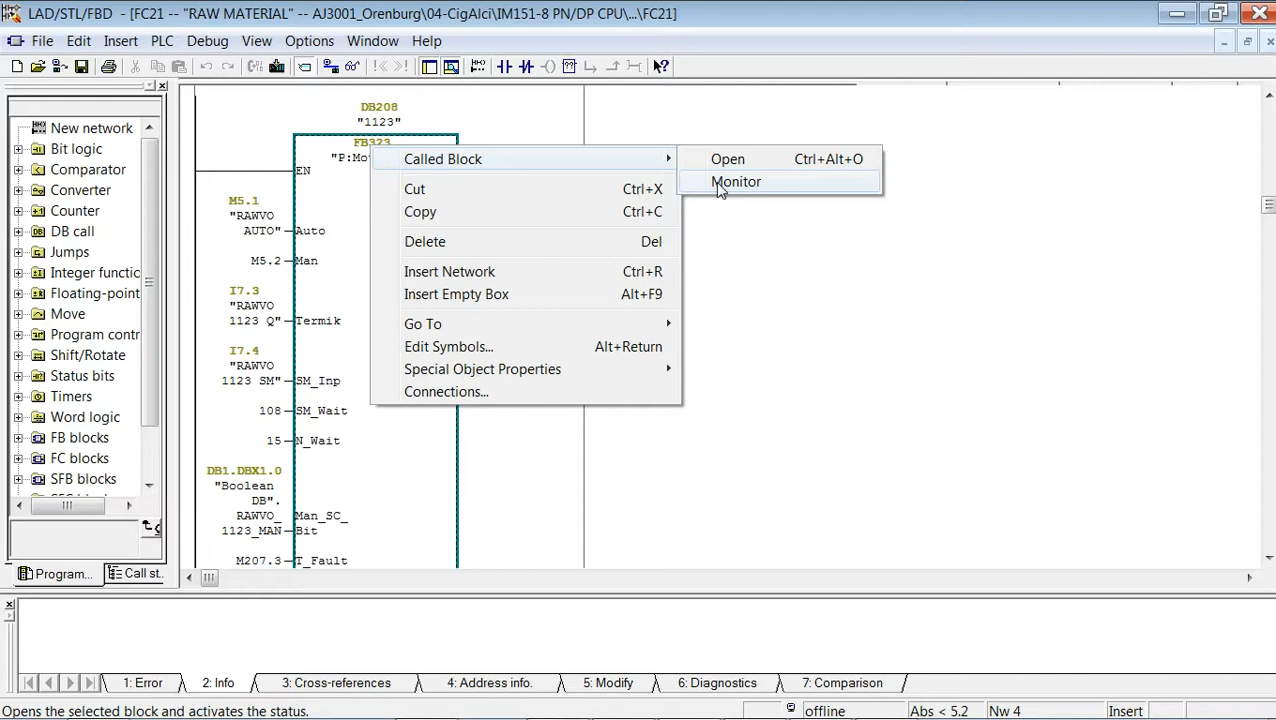 LAD/STL/FBD - [FC21 -- "RAW MATERIAL" -- AJ3001_Orenburg\04-CigAlci\IM151-8 PN/DP CPU\...\FC21]
File Edit Insert PLC Debug View Options Window Help
New network
Bit logic
Comparator
Converter
Counter
DB call
Jumps
Integer functio
Floating-point
Move
Program contr
Shift/Rotate
Status bits
Timers
Word logic
FB blocks
FC blocks
SFB blocks
Program... Call st..
DB208
"1123"
FB323
"P:Mo
EN
M5.1
"RAWVO
AUTO" Auto
M5.2 Man
I7.3
"RAWVO
1123 Q" Termik
I7.4
"RAWVO
1123 SM" SM_Inp
108 SM_Wait
15 N_Wait
DB1.DBX1.0
"Boolean
DB".
RAWVO_ Man_SC_
1123_MAN Bit
M207.3 T_Fault
Called Block
Cut Ctrl+X
Copy Ctrl+C
Delete Del
Insert Network Ctrl+R
Insert Empty Box Alt+F9
Go To
Edit Symbols... Alt+Return
Special Object Properties
Connections...
Open Ctrl+Alt+O
Monitor
1: Error 2: Info 3: Cross-references 4: Address info. 5: Modify 6: Diagnostics 7: Comparison
Opens the selected block and activates the status. offline Abs < 5.2 Nw 4 Insert